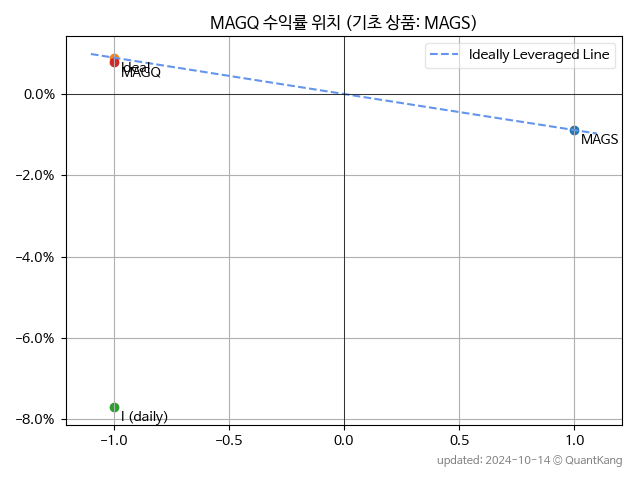 MAGQ 수익률 위치 (기초 상품: MAGS)
Ideally Leveraged Line
Ideal
MAGQ
0.0%
MAGS
−2.0%
−4.0%
−6.0%
−8.0%
I (daily)
−1.0
−0.5
0.0
0.5
1.0
updated: 2024-10-14 © QuantKang